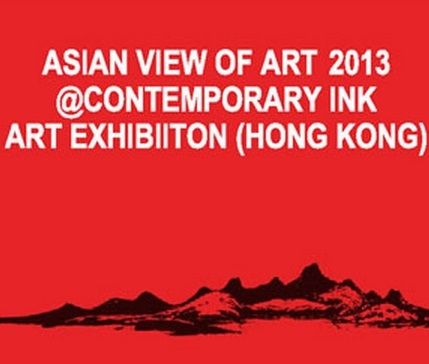 ASIAN VIEW OF ART 2013
@CONTEMPORARY INK
ART EXHIBIITON (HONG KONG)